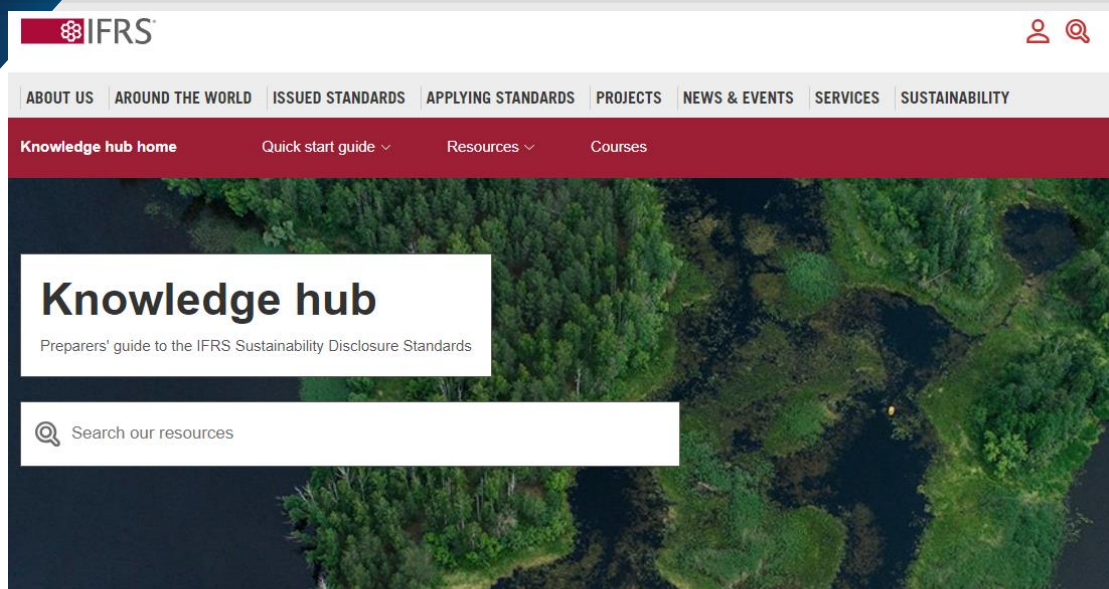 IFRS
ABOUT US AROUND THE WORLD ISSUED STANDARDS APPLYING STANDARDS PROJECTS NEWS & EVENTS SERVICES SUSTAINABILITY
Knowledge hub home Quick start guide Resources Courses
Knowledge hub
Preparers' guide to the IFRS Sustainability Disclosure Standards
Search our resources